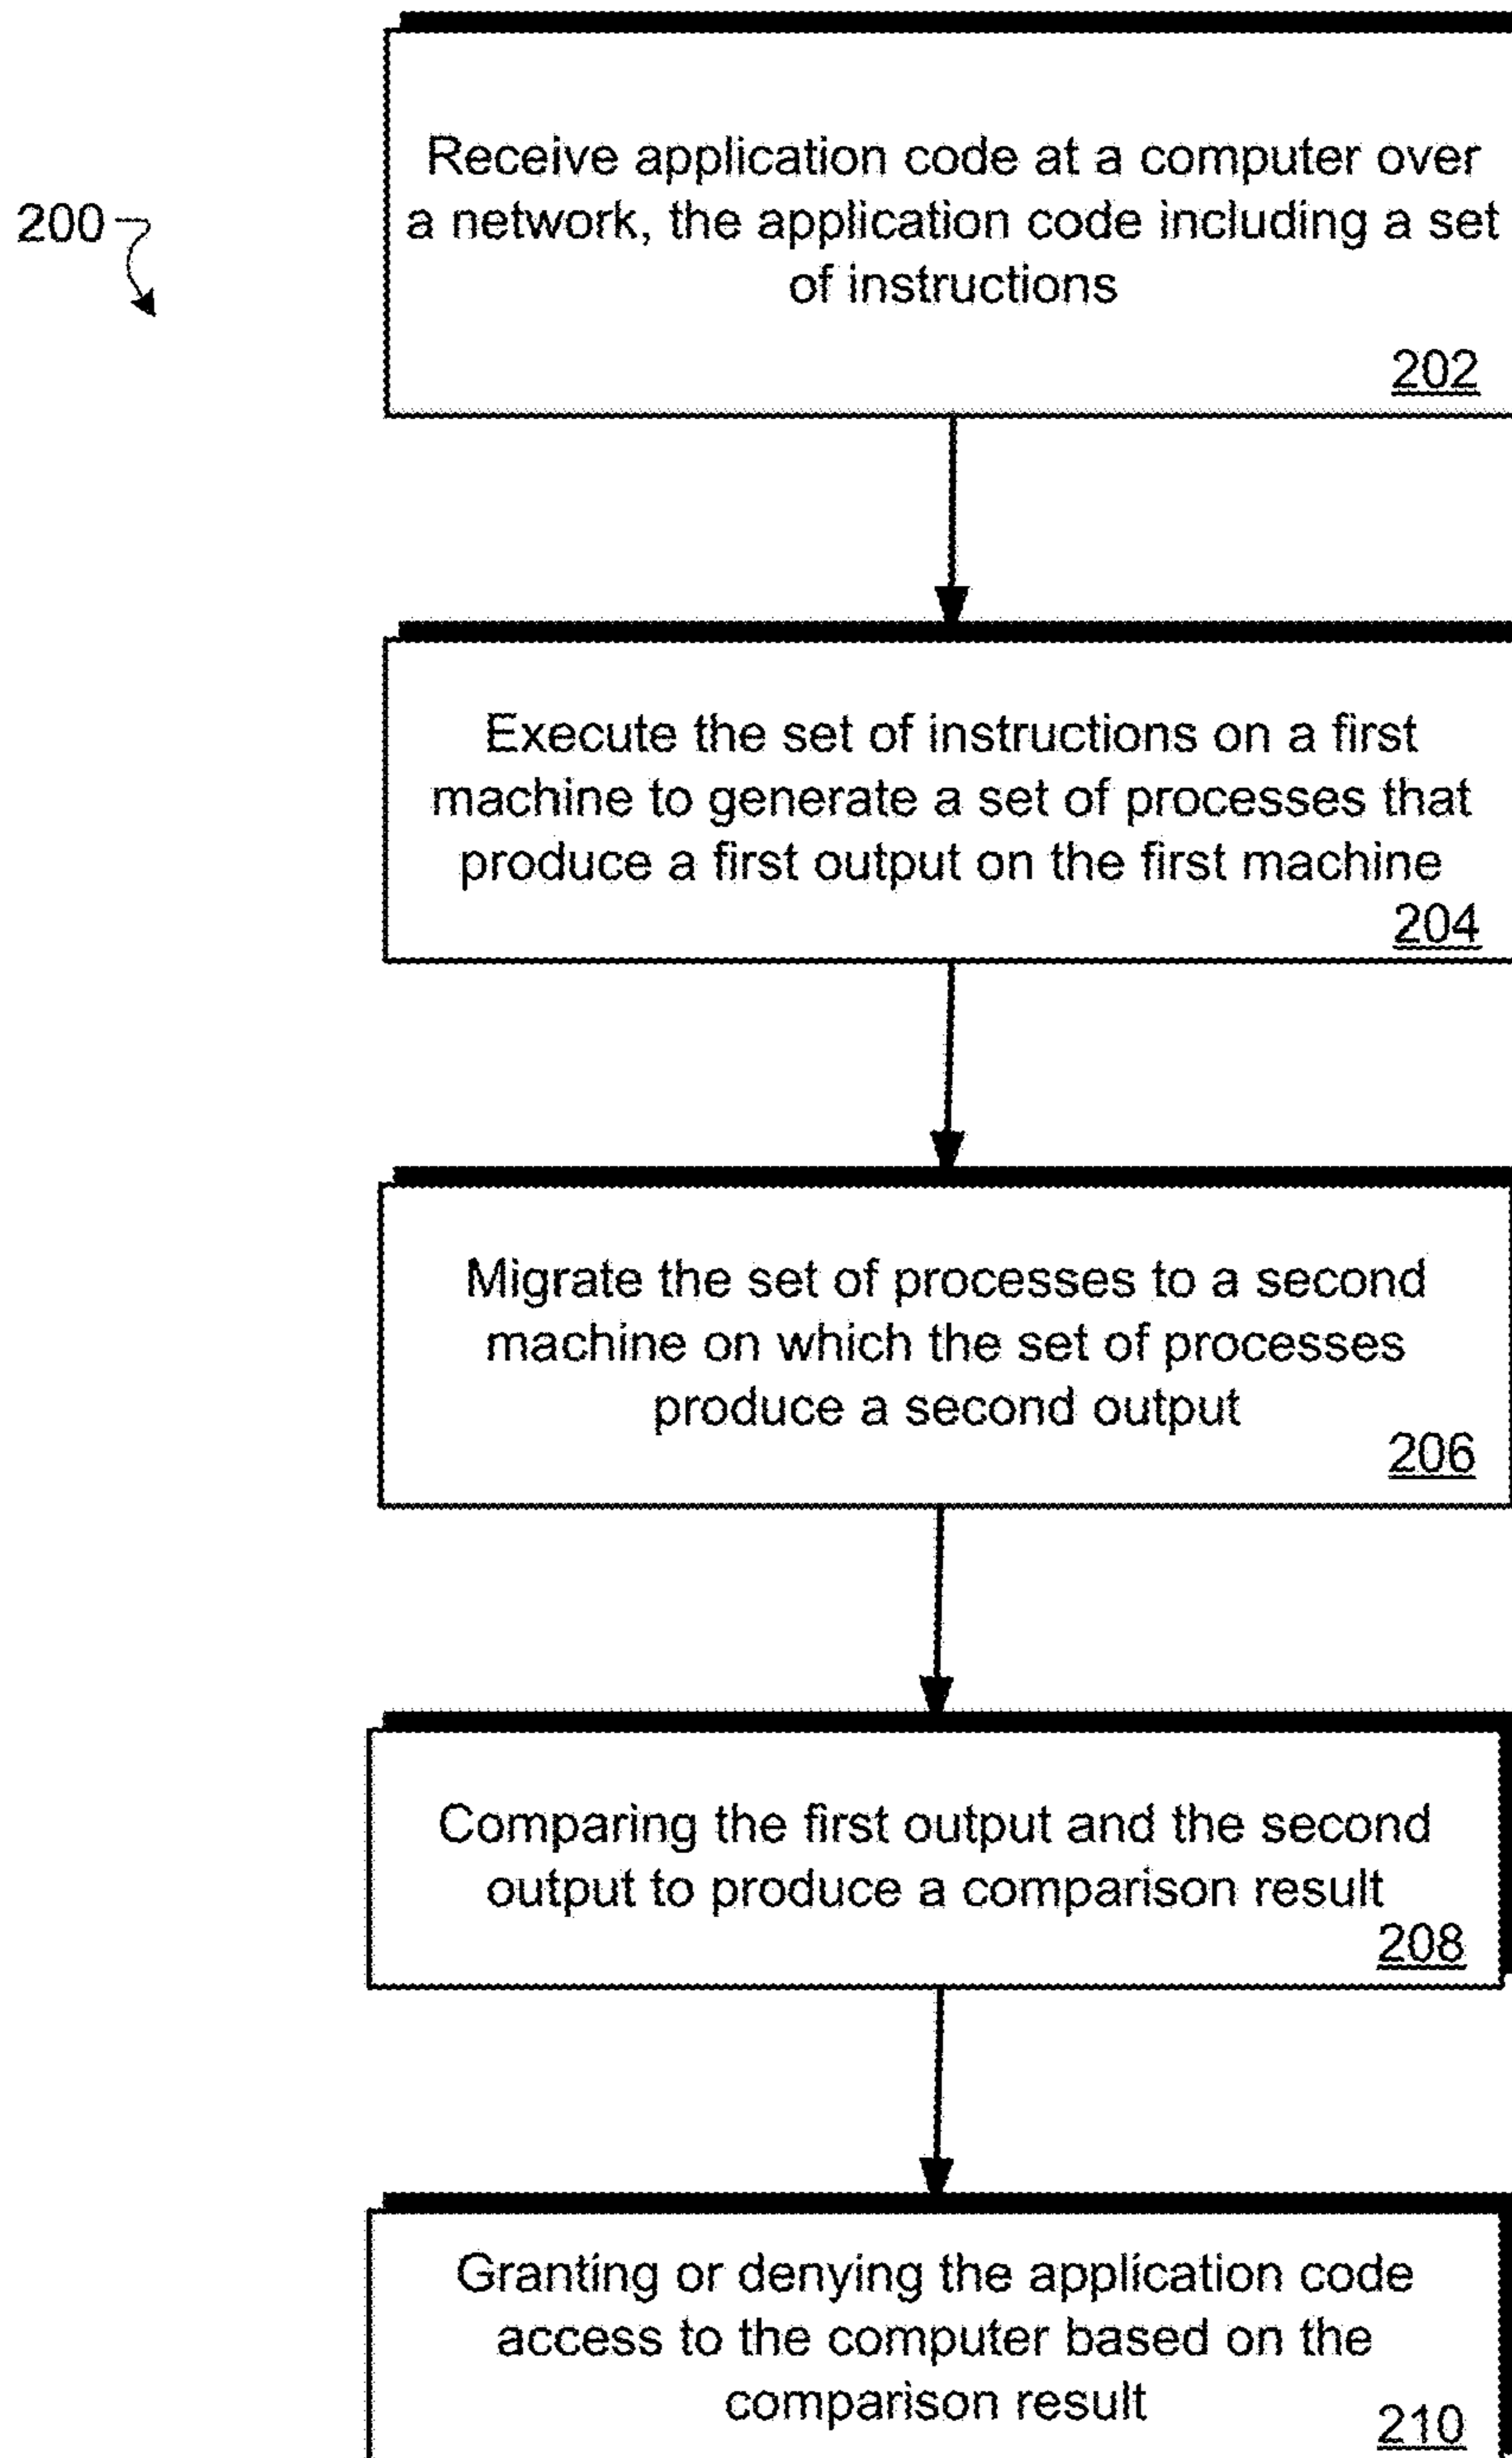 200
Receive application code at a computer over
a network, the application code including a set
of instructions
202
Execute the set of instructions on a first
machine to generate a set of processes that
produce a first output on the first machine
204
Migrate the set of processes to a second
machine on which the set of processes
produce a second output
206
Comparing the first output and the second
output to produce a comparison result
208
Granting or denying the application code
access to the computer based on the
comparison result
210